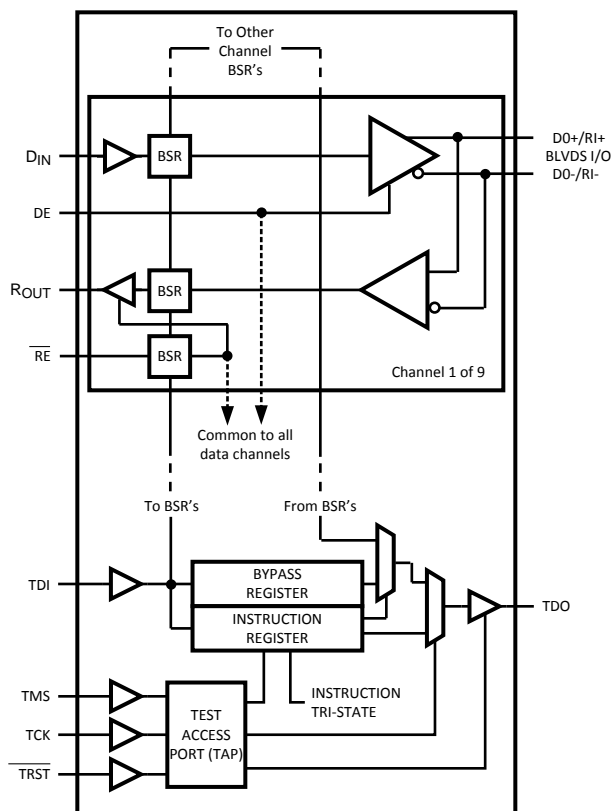 To Other
Channel
BSR's
DIN
BSR
D0+/RI+
BLVDS I/O
D0-/RI-
DE
ROUT
BSR
RE
BSR
Channel 1 of 9
Common to all
data channels
To BSR's
From BSR's
TDI
BYPASS
REGISTER
TDO
INSTRUCTION
REGISTER
TMS
INSTRUCTION
TRI-STATE
TCK
TEST
ACCESS
PORT (TAP)
TRST